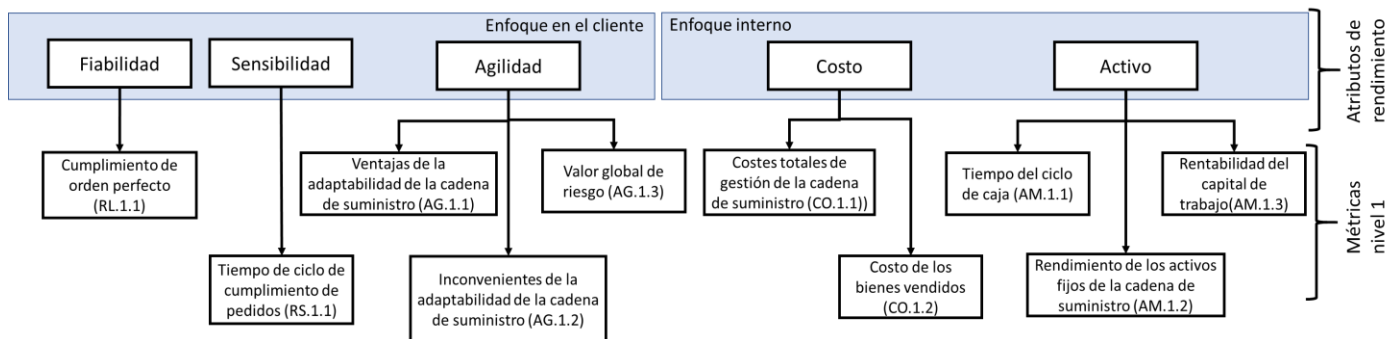 Enfoque en el cliente
Enfoque interno
Fiabilidad
Sensibilidad
Agilidad
Costo
Activo
Atributos de
rendimiento
Cumplimiento de
orden perfecto
(RL.1.1)
Ventajas de la
adaptabilidad de la cadena
de suministro (AG.1.1)
Valor global de
riesgo (AG.1.3)
Costes totales de
gestión de la cadena
de suministro (CO.1.1))
Tiempo del ciclo
de caja (AM.1.1)
Rentabilidad del
capital de
trabajo(AM.1.3)
Métricas
nivel 1
Tiempo de ciclo de
cumplimiento de
pedidos (RS.1.1)
Inconvenientes de la
adaptabilidad de la cadena
de suministro (AG.1.2)
Costo de los
bienes vendidos
(CO.1.2)
Rendimiento de los activos
fijos de la cadena de
suministro (AM.1.2)